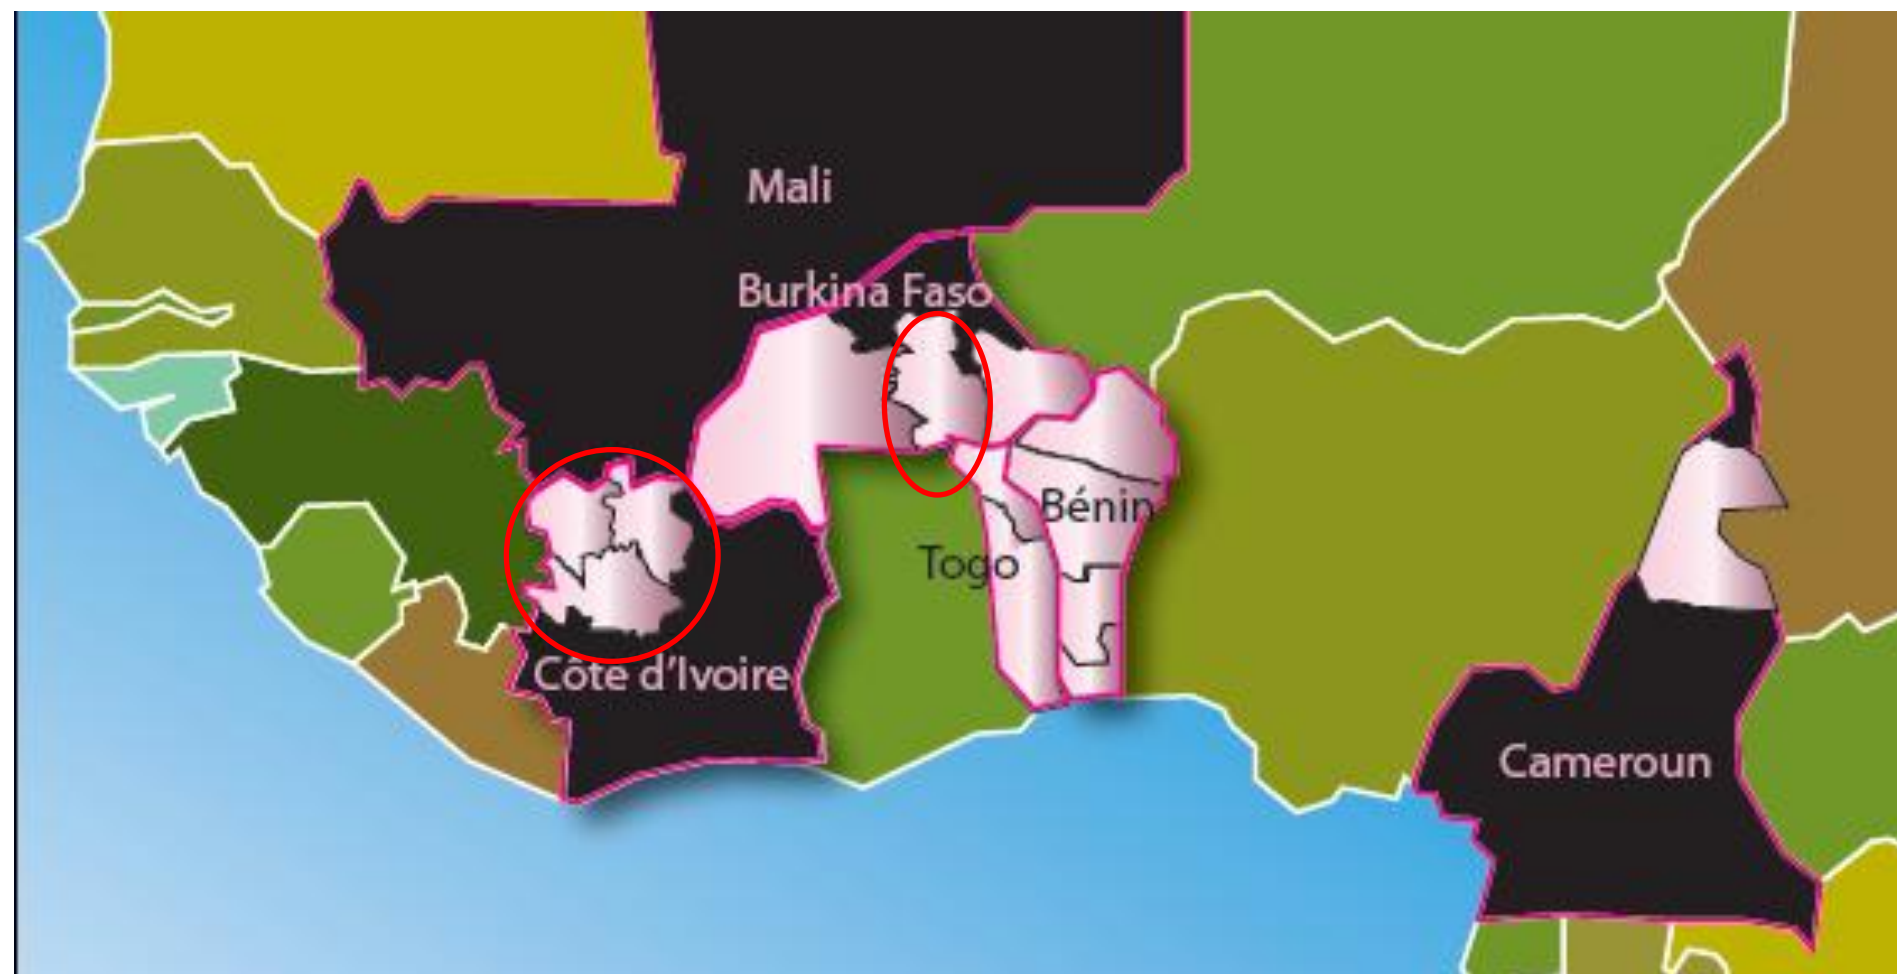 Mali
Burkina Faso
Bénin
Togo
Côte d'Ivoire
Cameroun